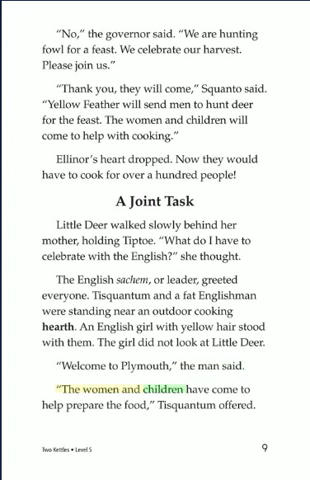 “No,” the governor said. “We are hunting
fowl for a feast. We celebrate our harvest.
Please join us.”
“Thank you, they will come,” Squanto said.
“Yellow Feather will send men to hunt deer
for the feast. The women and children will
come to help with cooking.”
Ellinor’s heart dropped. Now they would
have to cook for over a hundred people!
A Joint Task
Little Deer walked slowly behind her
mother, holding Tiptoe. “What do I have to
celebrate with the English?” she thought.
The English sachem, or leader, greeted
everyone. Tisquantum and a fat Englishman
were standing near an outdoor cooking
hearth. An English girl with yellow hair stood
with them. The girl did not look at Little Deer.
“Welcome to Plymouth,” the man said.
“The women and children have come to
help prepare the food,” Tisquantum offered.
Two Kettles • Level S
9